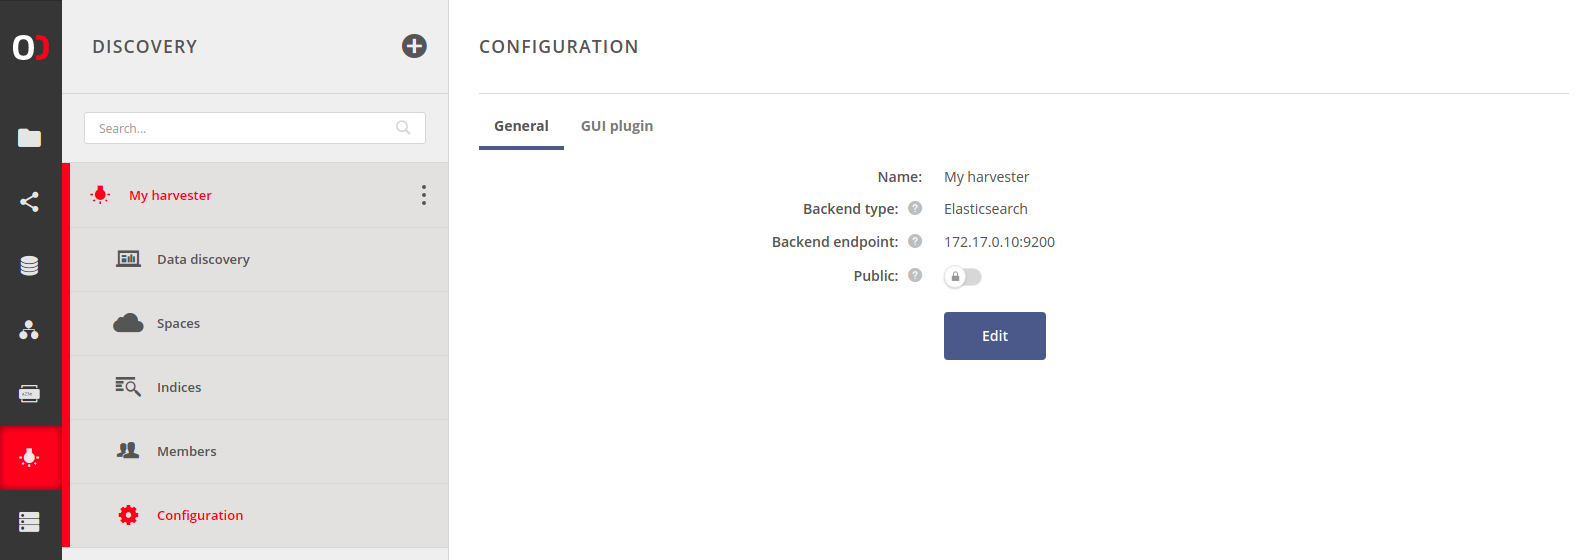 DISCOVERY
Search...
My harvester
Data discovery
Spaces
Indices
Members
Configuration
CONFIGURATION
General
GUI plugin
Name: My harvester
Backend type: ? Elasticsearch
Backend endpoint: ? 172.17.0.10:9200
Public: ?
Edit